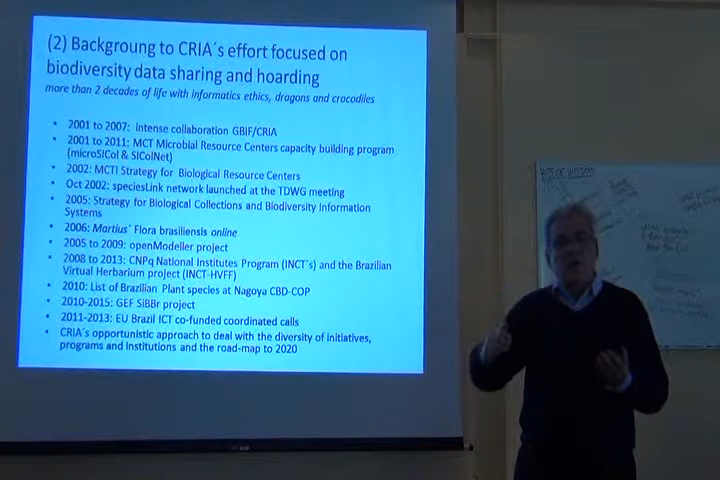 (2) Backgroung to CRIA´s effort focused on
biodiversity data sharing and hoarding
more than 2 decades of life with informatics ethics, dragons and crocodiles
• 2001 to 2007: Intense collaboration GBIF/CRIA
• 2001 to 2011: MCT Microbial Resource Centers capacity building program
(microSICol & SIColNet)
• 2002: MCTI Strategy for Biological Resource Centers
• Oct 2002: speciesLink network launched at the TDWG meeting
• 2005: Strategy for Biological Collections and Biodiversity Information
Systems
• 2006: Martius´ Flora brasiliensis online
• 2005 to 2009: openModeller project
• 2008 to 2013: CNPq National Institutes Program (INCT´s) and the Brazilian
Virtual Herbarium project (INCT-HVFF)
• 2010: List of Brazilian Plant species at Nagoya CBD-COP
• 2010-2015: GEF SiBBr project
• 2011-2013: EU Brazil ICT co-funded coordinated calls
• CRIA´s opportunistic approach to deal with the diversity of initiatives,
programs and Institutions and the road-map to 2020
BITS OF WISDOM